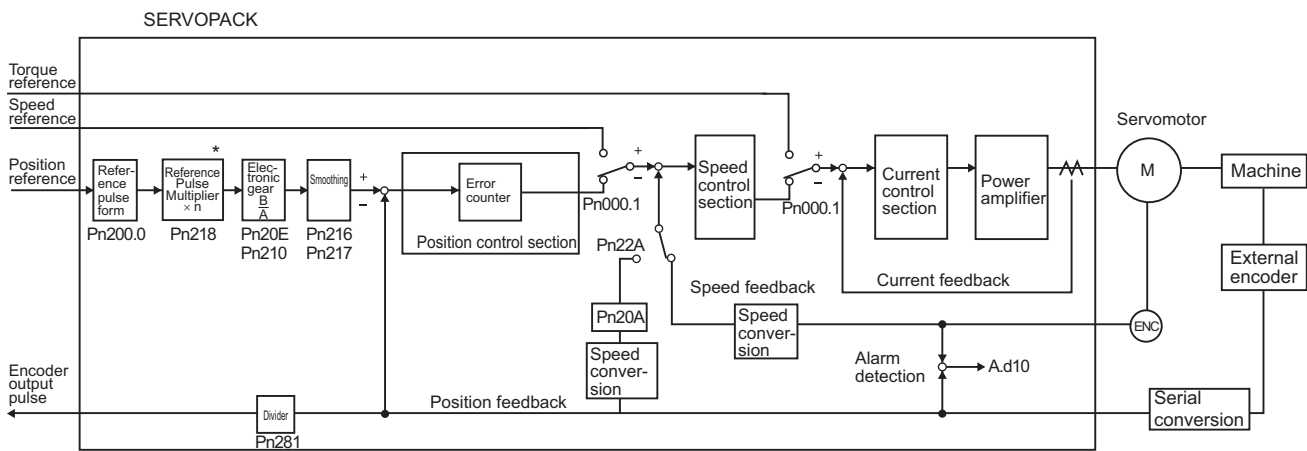 SERVOPACK
Torque
reference
Speed
reference
Position
reference
Refer-
ence
pulse
form
Pn200.0
*
Reference
Pulse
Multiplier
× n
Pn218
Elec-
tronic
gear
B
A
Pn20E
Pn210
Smoothing
Pn216
Pn217
+
−
Error
counter
Position control section
Pn000.1
+
−
Speed
control
section
Pn000.1
+
−
Current
control
section
Power
amplifier
Current feedback
Servomotor
M
Machine
External
encoder
ENC
Pn22A
Speed feedback
Pn20A
Speed
conver-
sion
Speed
conver-
sion
Alarm
detection
A.d10
Serial
conversion
Encoder
output
pulse
Divider
Pn281
Position feedback